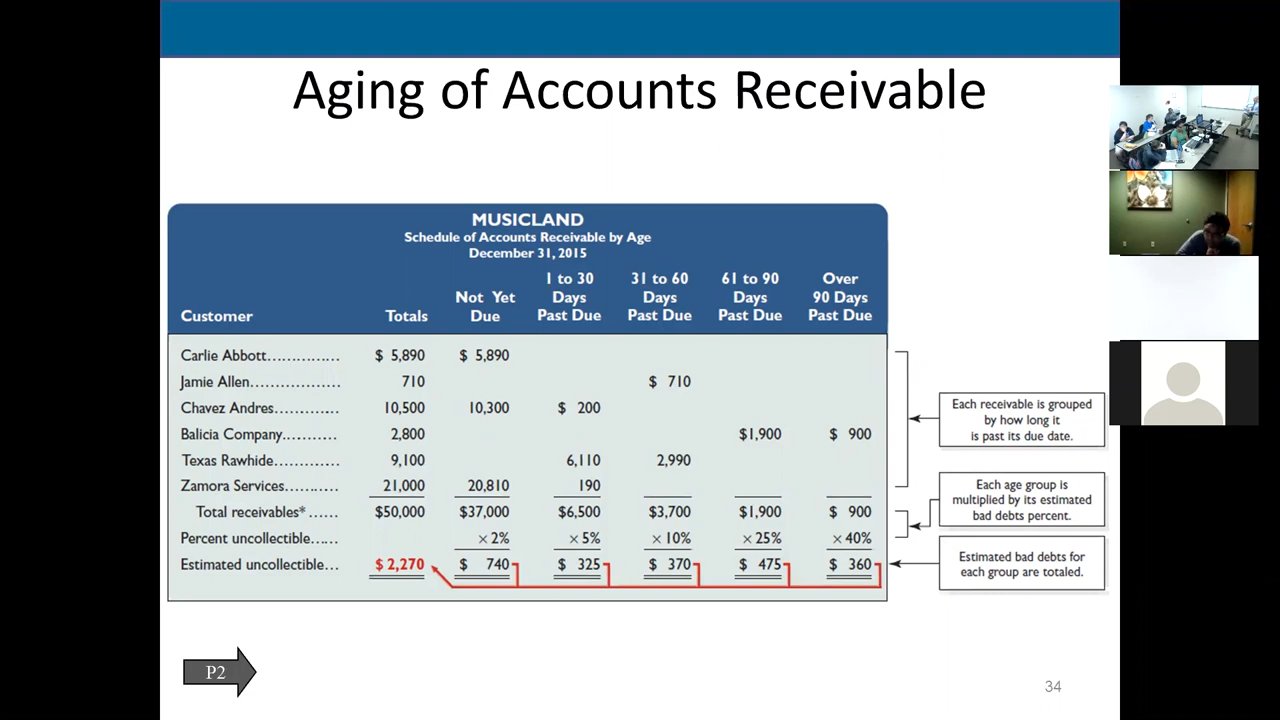 Aging of Accounts Receivable
MUSICLAND
Schedule of Accounts Receivable by Age
December 31, 2015
Customer Totals Not Yet Due 1 to 30 Days Past Due 31 to 60 Days Past Due 61 to 90 Days Past Due Over 90 Days Past Due
Carlie Abbott............... $ 5,890 $ 5,890
Jamie Allen.................. 710 $ 710
Chavez Andres............. 10,500 10,300 $ 200
Balicia Company........... 2,800 $1,900 $ 900
Texas Rawhide............. 9,100 6,110 2,990
Zamora Services........... 21,000 20,810 190
Total receivables* ...... $50,000 $37,000 $6,500 $3,700 $1,900 $ 900
Percent uncollectible...... × 2% × 5% × 10% × 25% × 40%
Estimated uncollectible... $ 2,270 $ 740 $ 325 $ 370 $ 475 $ 360
Each receivable is grouped
by how long it
is past its due date.
Each age group is
multiplied by its estimated
bad debts percent.
Estimated bad debts for
each group are totaled.
P2
34